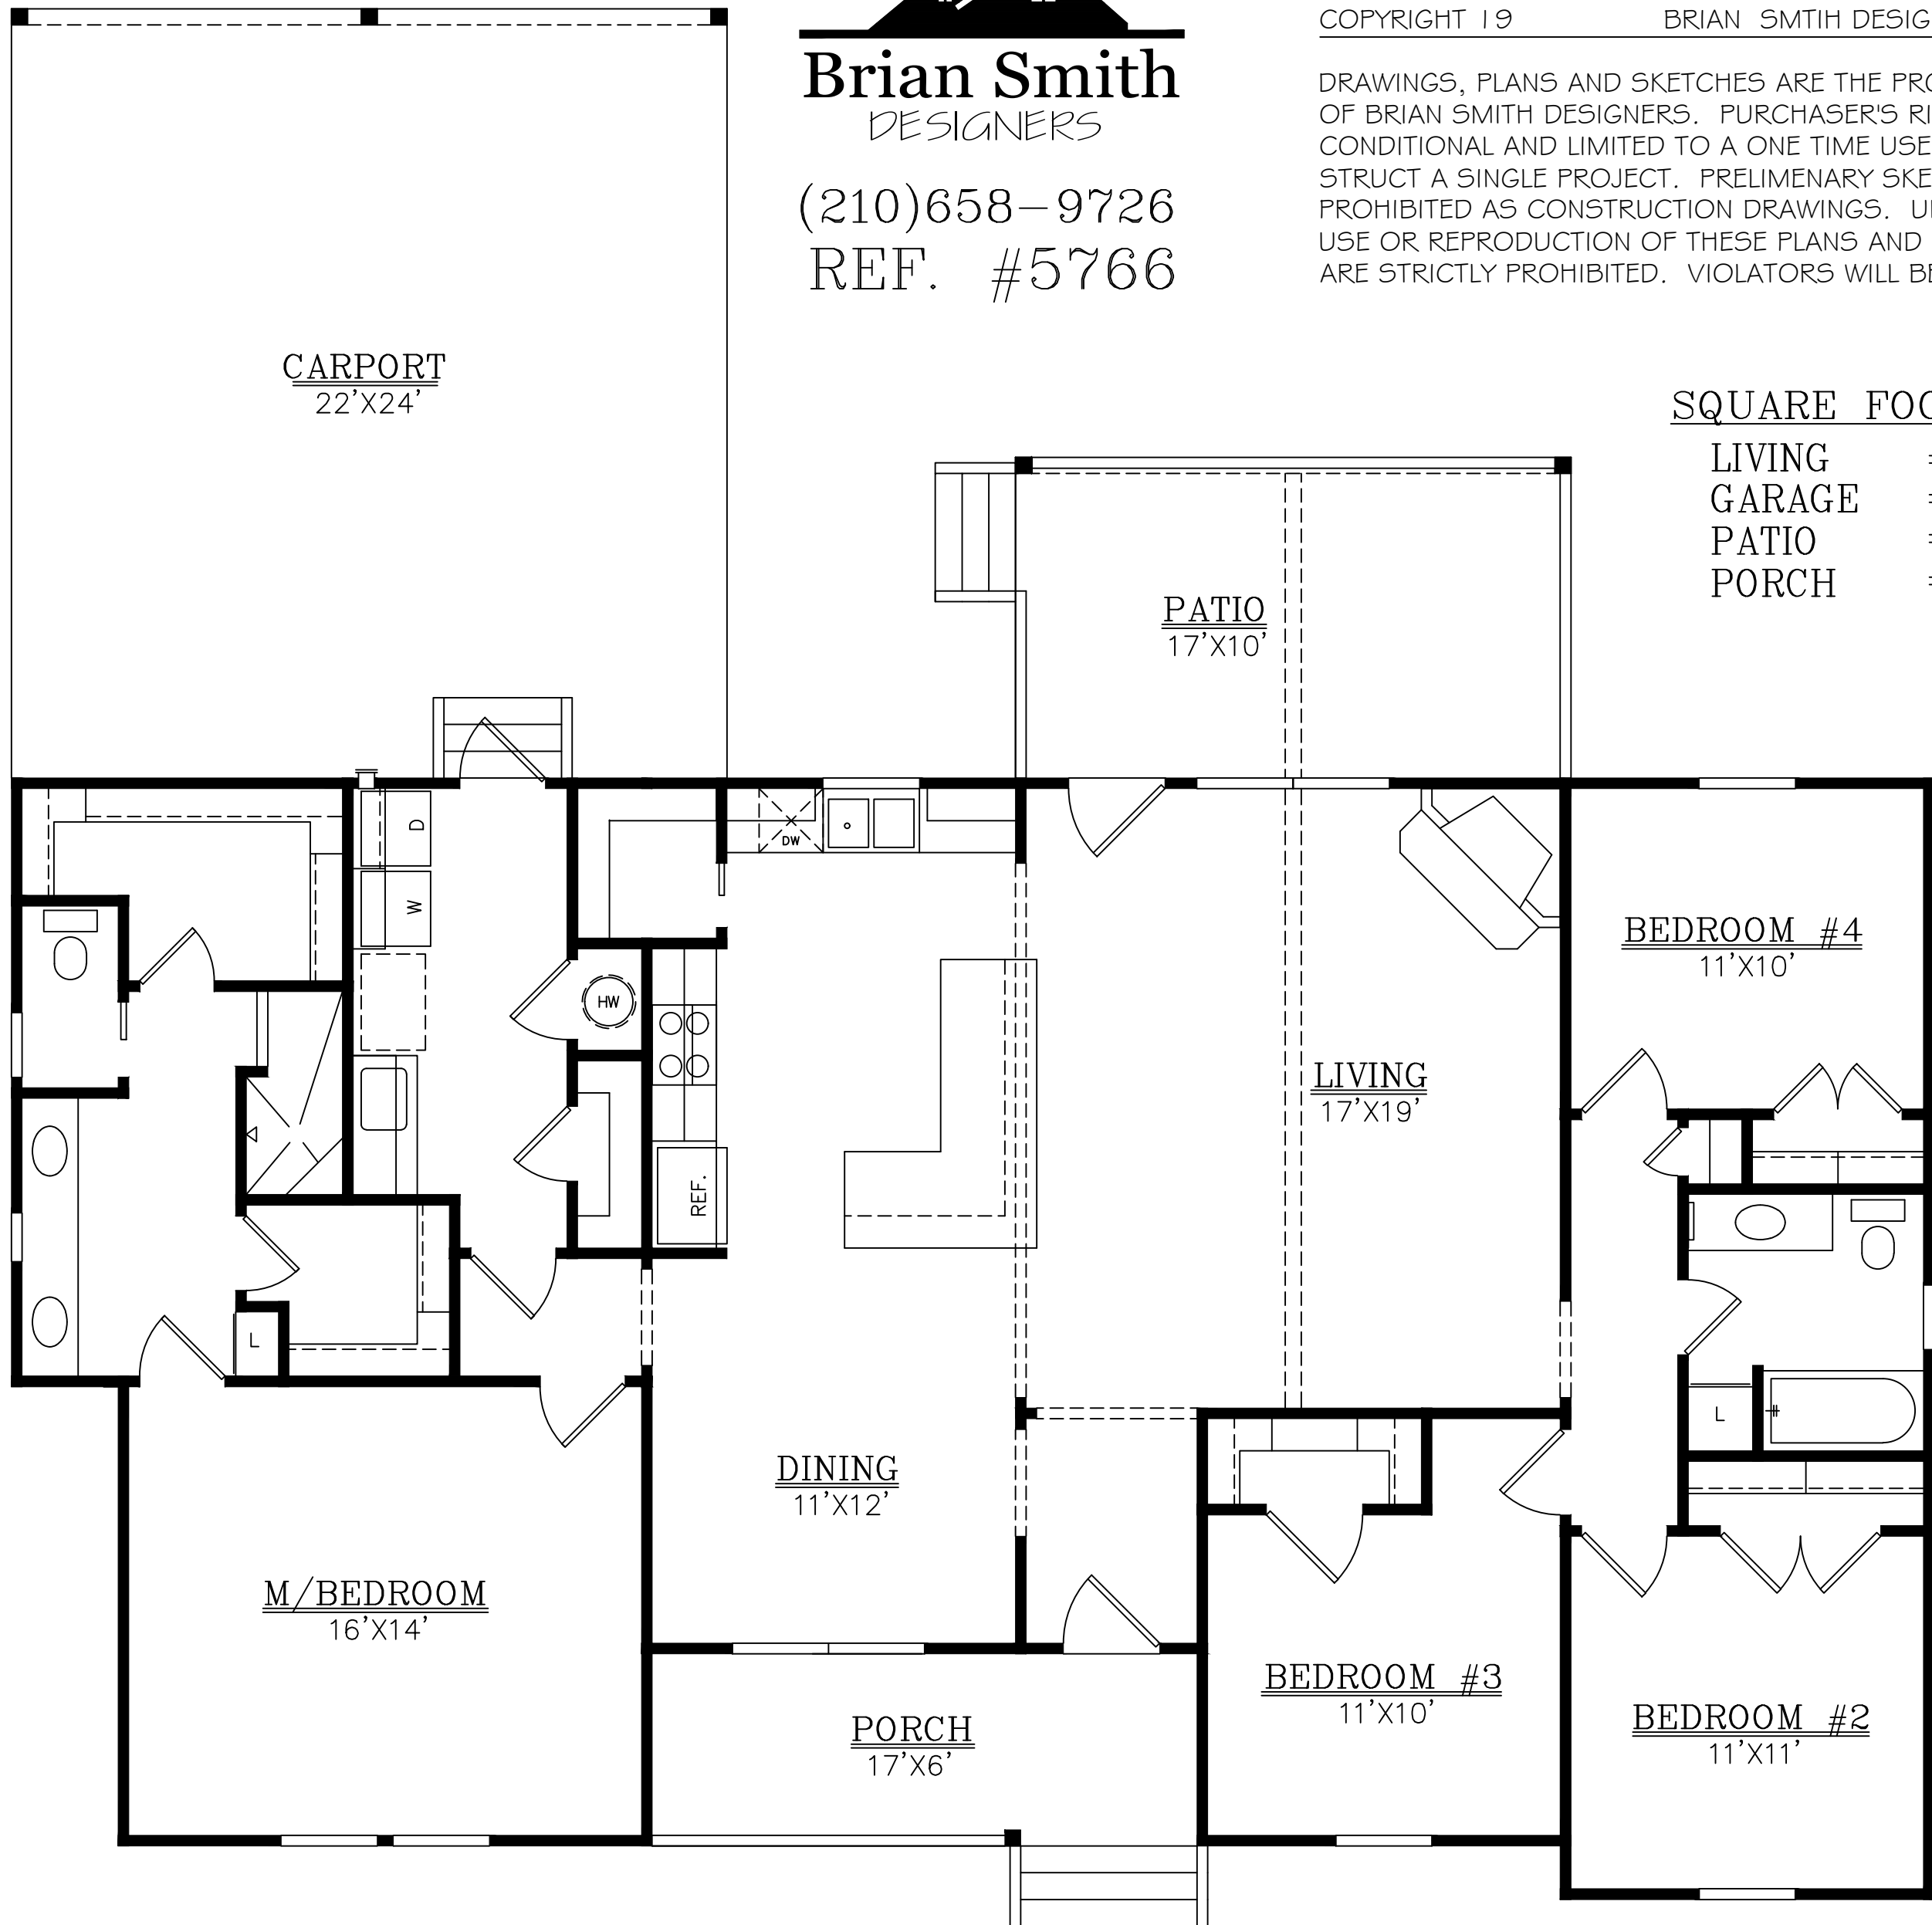 Brian Smith
DESIGNERS
(210)658-9726
REF. #5766
COPYRIGHT 19 BRIAN SMTIH DESIG
DRAWINGS, PLANS AND SKETCHES ARE THE PRO
OF BRIAN SMITH DESIGNERS. PURCHASER'S RI
CONDITIONAL AND LIMITED TO A ONE TIME USE
STRUCT A SINGLE PROJECT. PRELIMENARY SKE
PROHIBITED AS CONSTRUCTION DRAWINGS. U
USE OR REPRODUCTION OF THESE PLANS AND
ARE STRICTLY PROHIBITED. VIOLATORS WILL BE
CARPORT
22'X24'
SQUARE FOO
LIVING
GARAGE
PATIO
PORCH
PATIO
17'X10'
D
W
DW
HW
REF.
BEDROOM #4
11'X10'
LIVING
17'X19'
L
L
DINING
11'X12'
M/BEDROOM
16'X14'
PORCH
17'X6'
BEDROOM #3
11'X10'
BEDROOM #2
11'X11'